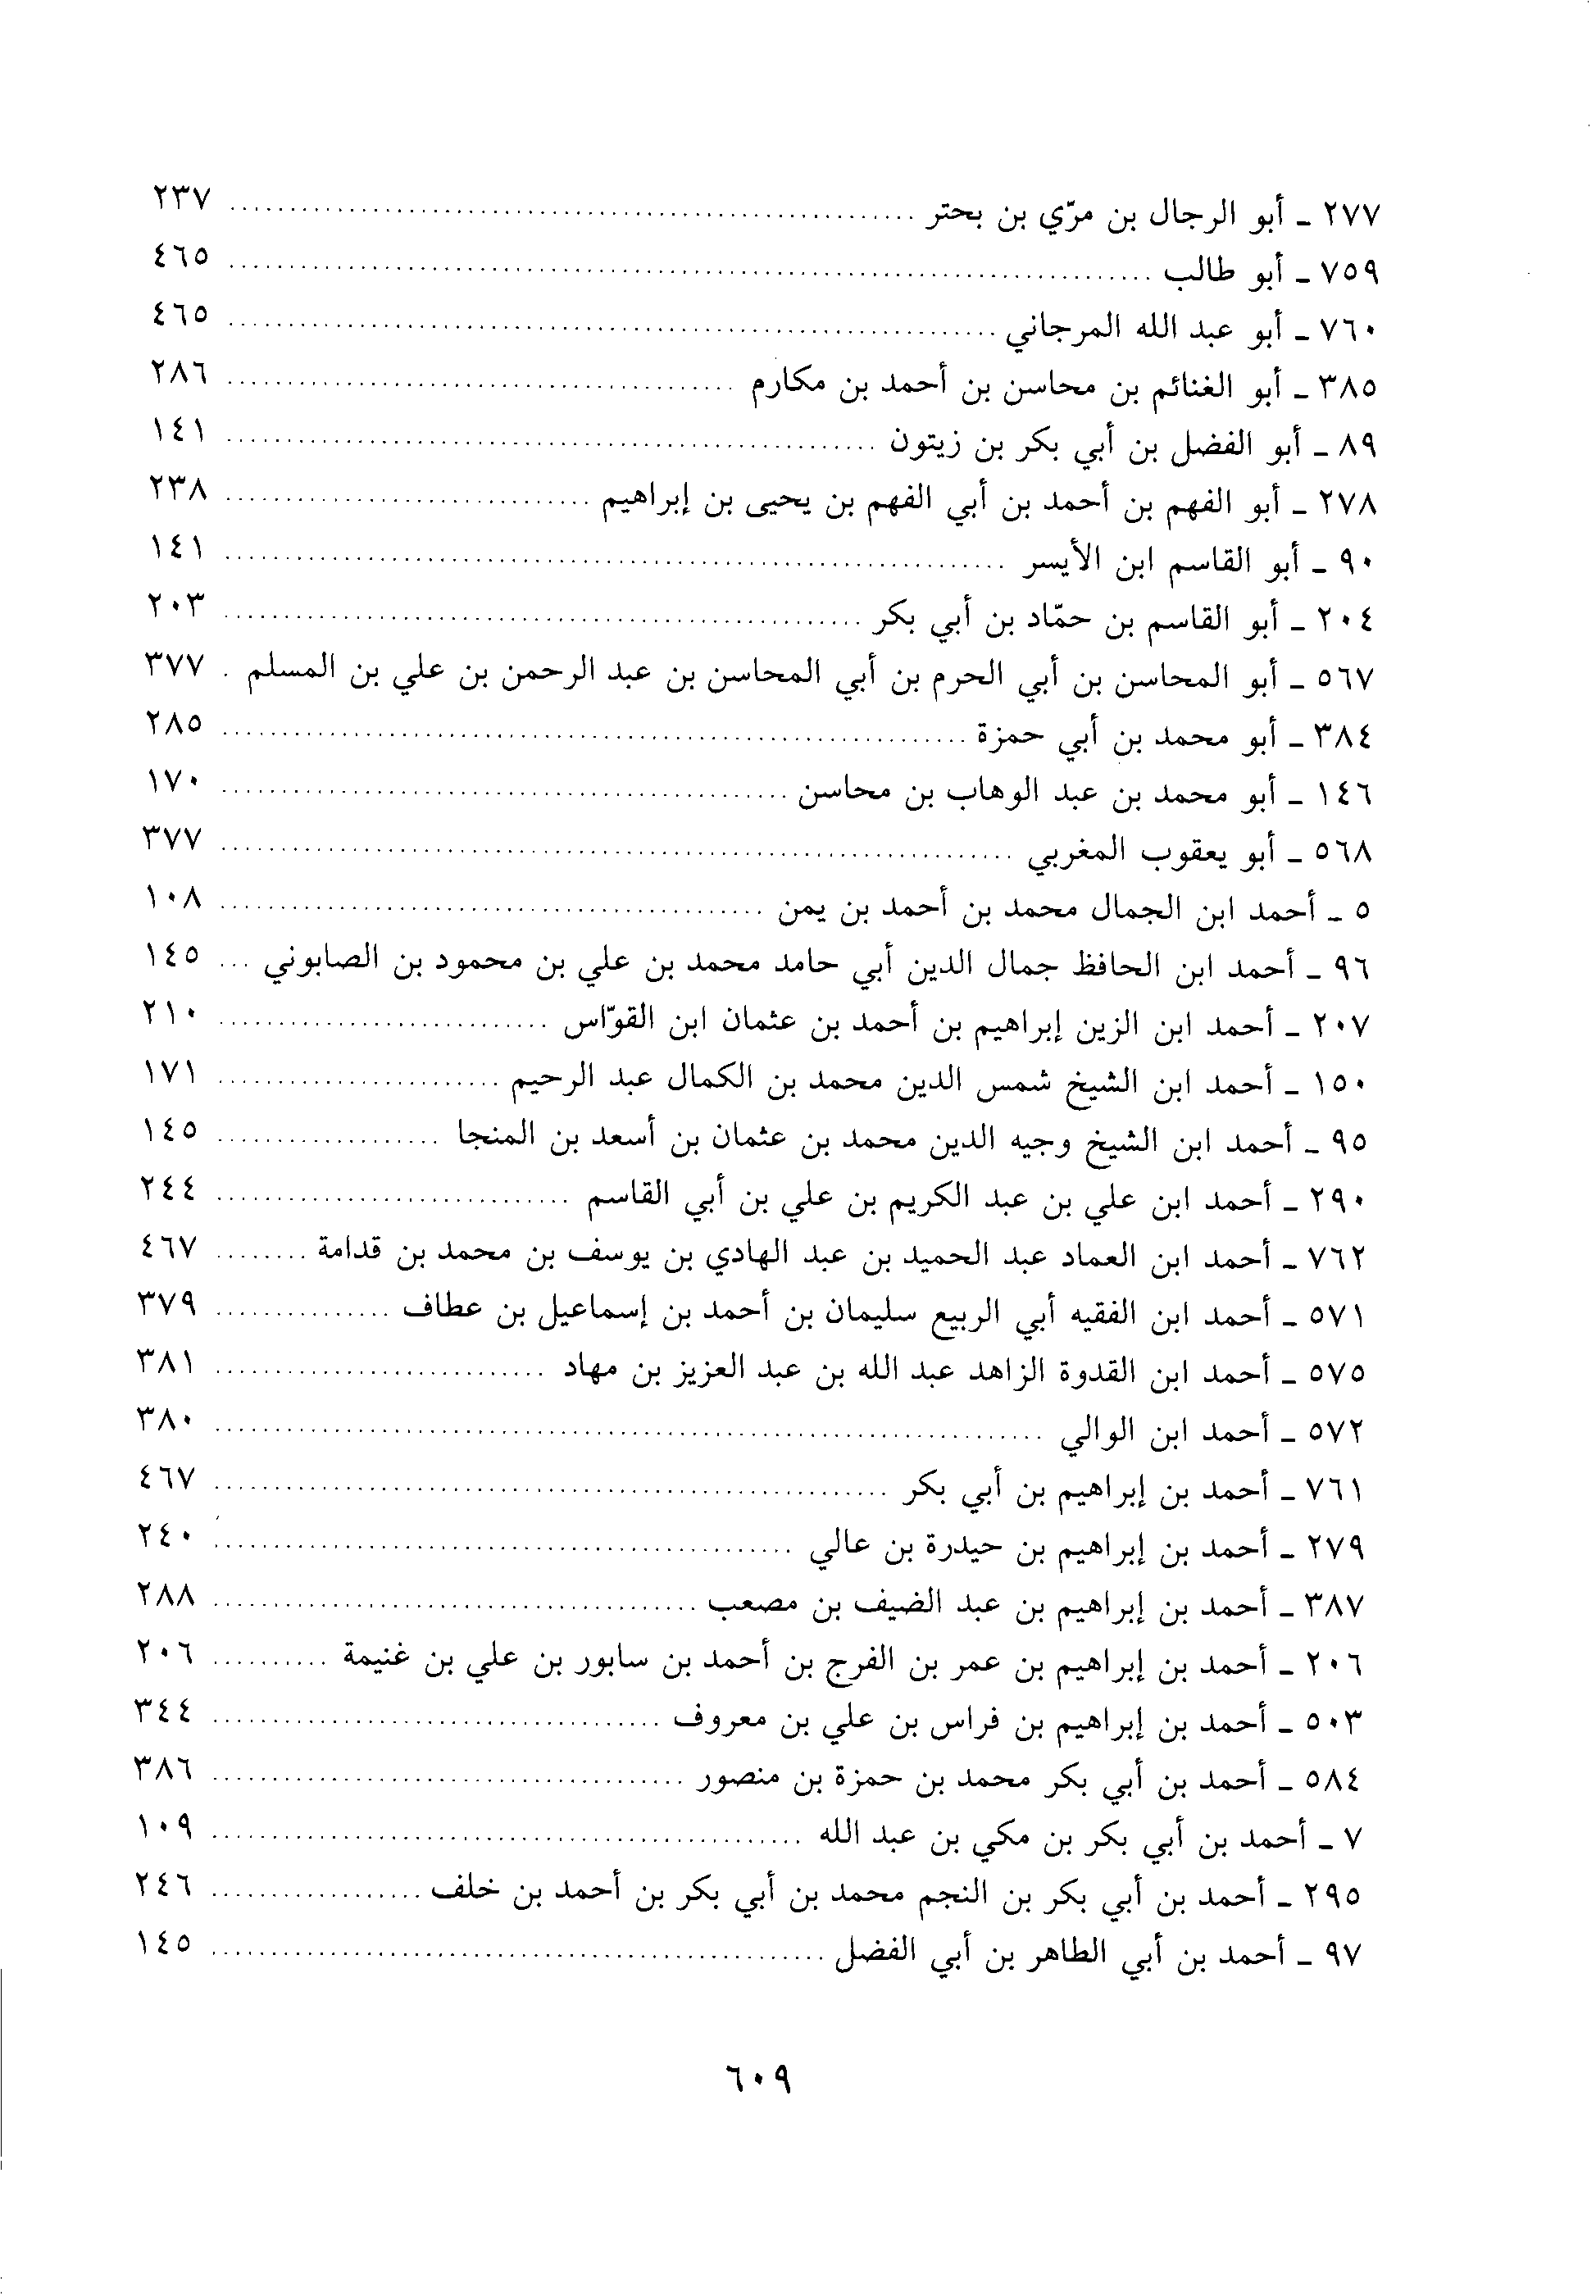 ٢٧٧ ـ أبو الرجال بن مرّي بن بحتر ........ ٢٣٧
٧٥٩ ـ أبو طالب ........ ٤٦٥
٧٦٠ ـ أبو عبد الله المرجاني ........ ٤٦٥
٣٨٥ ـ أبو الغنائم بن محاسن بن أحمد بن مكارم ........ ٢٨٦
٨٩ ـ أبو الفضل بن أبي بكر بن زيتون ........ ١٤١
٢٧٨ ـ أبو الفهم بن أحمد بن أبي الفهم بن يحيى بن إبراهيم ........ ٢٣٨
٩٠ ـ أبو القاسم ابن الأيسر ........ ١٤١
٢٠٤ ـ أبو القاسم بن حمّاد بن أبي بكر ........ ٢٠٣
٥٦٧ ـ أبو المحاسن بن أبي الحرم بن أبي المحاسن بن عبد الرحمن بن علي بن المسلم . ٣٧٧
٣٨٤ ـ أبو محمد بن أبي حمزة ........ ٢٨٥
١٤٦ ـ أبو محمد بن عبد الوهاب بن محاسن ........ ١٧٠
٥٦٨ ـ أبو يعقوب المغربي ........ ٣٧٧
٥ ـ أحمد ابن الجمال محمد بن أحمد بن يمن ........ ١٠٨
٩٦ ـ أحمد ابن الحافظ جمال الدين أبي حامد محمد بن علي بن محمود بن الصابوني ... ١٤٥
٢٠٧ ـ أحمد ابن الزين إبراهيم بن أحمد بن عثمان ابن القوّاس ........ ٢١٠
١٥٠ ـ أحمد ابن الشيخ شمس الدين محمد بن الكمال عبد الرحيم ........ ١٧١
٩٥ ـ أحمد ابن الشيخ وجيه الدين محمد بن عثمان بن أسعد بن المنجا ........ ١٤٥
٢٩٠ ـ أحمد ابن علي بن عبد الكريم بن علي بن أبي القاسم ........ ٢٤٤
٧٦٢ ـ أحمد ابن العماد عبد الحميد بن عبد الهادي بن يوسف بن محمد بن قدامة ........ ٤٦٧
٥٧١ ـ أحمد ابن الفقيه أبي الربيع سليمان بن أحمد بن إسماعيل بن عطاف ........ ٣٧٩
٥٧٥ ـ أحمد ابن القدوة الزاهد عبد الله بن عبد العزيز بن مهاد ........ ٣٨١
٥٧٢ ـ أحمد ابن الوالي ........ ٣٨٠
٧٦١ ـ أحمد بن إبراهيم بن أبي بكر ........ ٤٦٧
٢٧٩ ـ أحمد بن إبراهيم بن حيدرة بن عالي ........ ٢٤٠
٣٨٧ ـ أحمد بن إبراهيم بن عبد الضيف بن مصعب ........ ٢٨٨
٢٠٦ ـ أحمد بن إبراهيم بن عمر بن الفرج بن أحمد بن سابور بن علي بن غنيمة ........ ٢٠٦
٥٠٣ ـ أحمد بن إبراهيم بن فراس بن علي بن معروف ........ ٣٤٤
٥٨٤ ـ أحمد بن أبي بكر محمد بن حمزة بن منصور ........ ٣٨٦
٧ ـ أحمد بن أبي بكر بن مكي بن عبد الله ........ ١٠٩
٢٩٥ ـ أحمد بن أبي بكر بن النجم محمد بن أبي بكر بن أحمد بن خلف ........ ٢٤٦
٩٧ ـ أحمد بن أبي الطاهر بن أبي الفضل ........ ١٤٥
٦٠٩